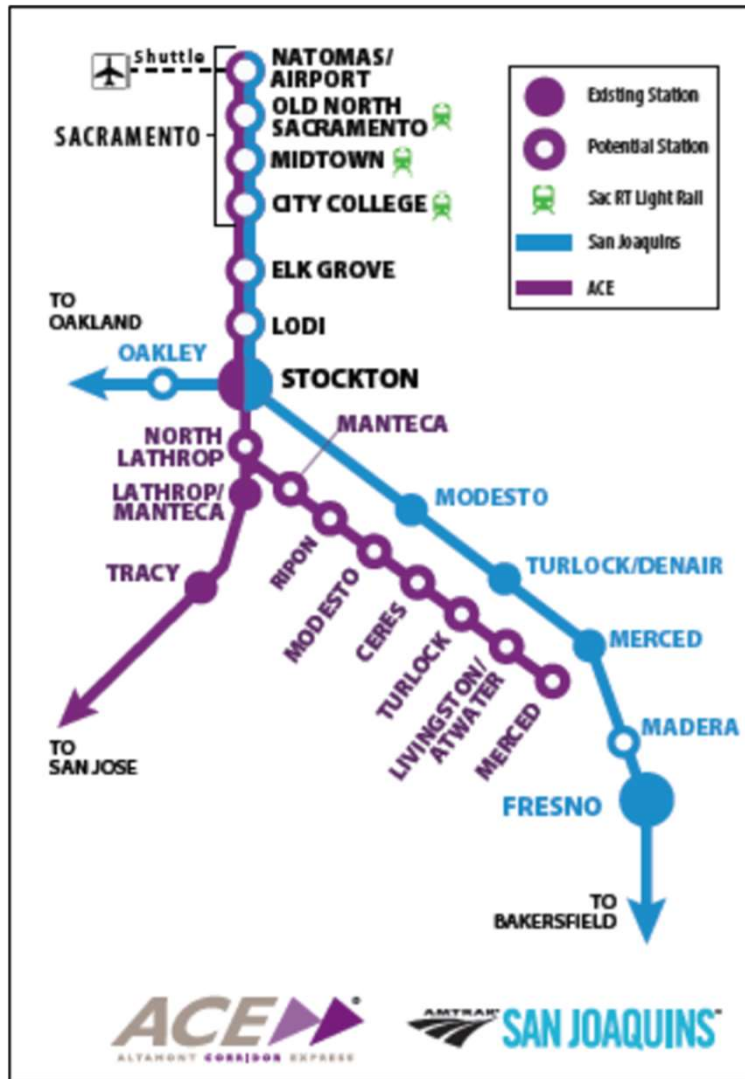 Shuttle
NATOMAS/
AIRPORT
OLD NORTH
SACRAMENTO
SACRAMENTO
MIDTOWN
CITY COLLEGE
ELK GROVE
LODI
TO
OAKLAND
OAKLEY
STOCKTON
MANTECA
NORTH
LATHROP
LATHROP/
MANTECA
TRACY
RIPON
MODESTO
CERES
TURLOCK
LIVINGSTON/
ATWATER
MERCED
MODESTO
TURLOCK/DENAIR
MERCED
MADERA
FRESNO
TO
SAN JOSE
TO
BAKERSFIELD
Existing Station
Potential Station
Sac RT Light Rail
San Joaquins
ACE
ACE®
ALTAMONT CORRIDOR EXPRESS
AMTRAK®
SAN JOAQUINS℠